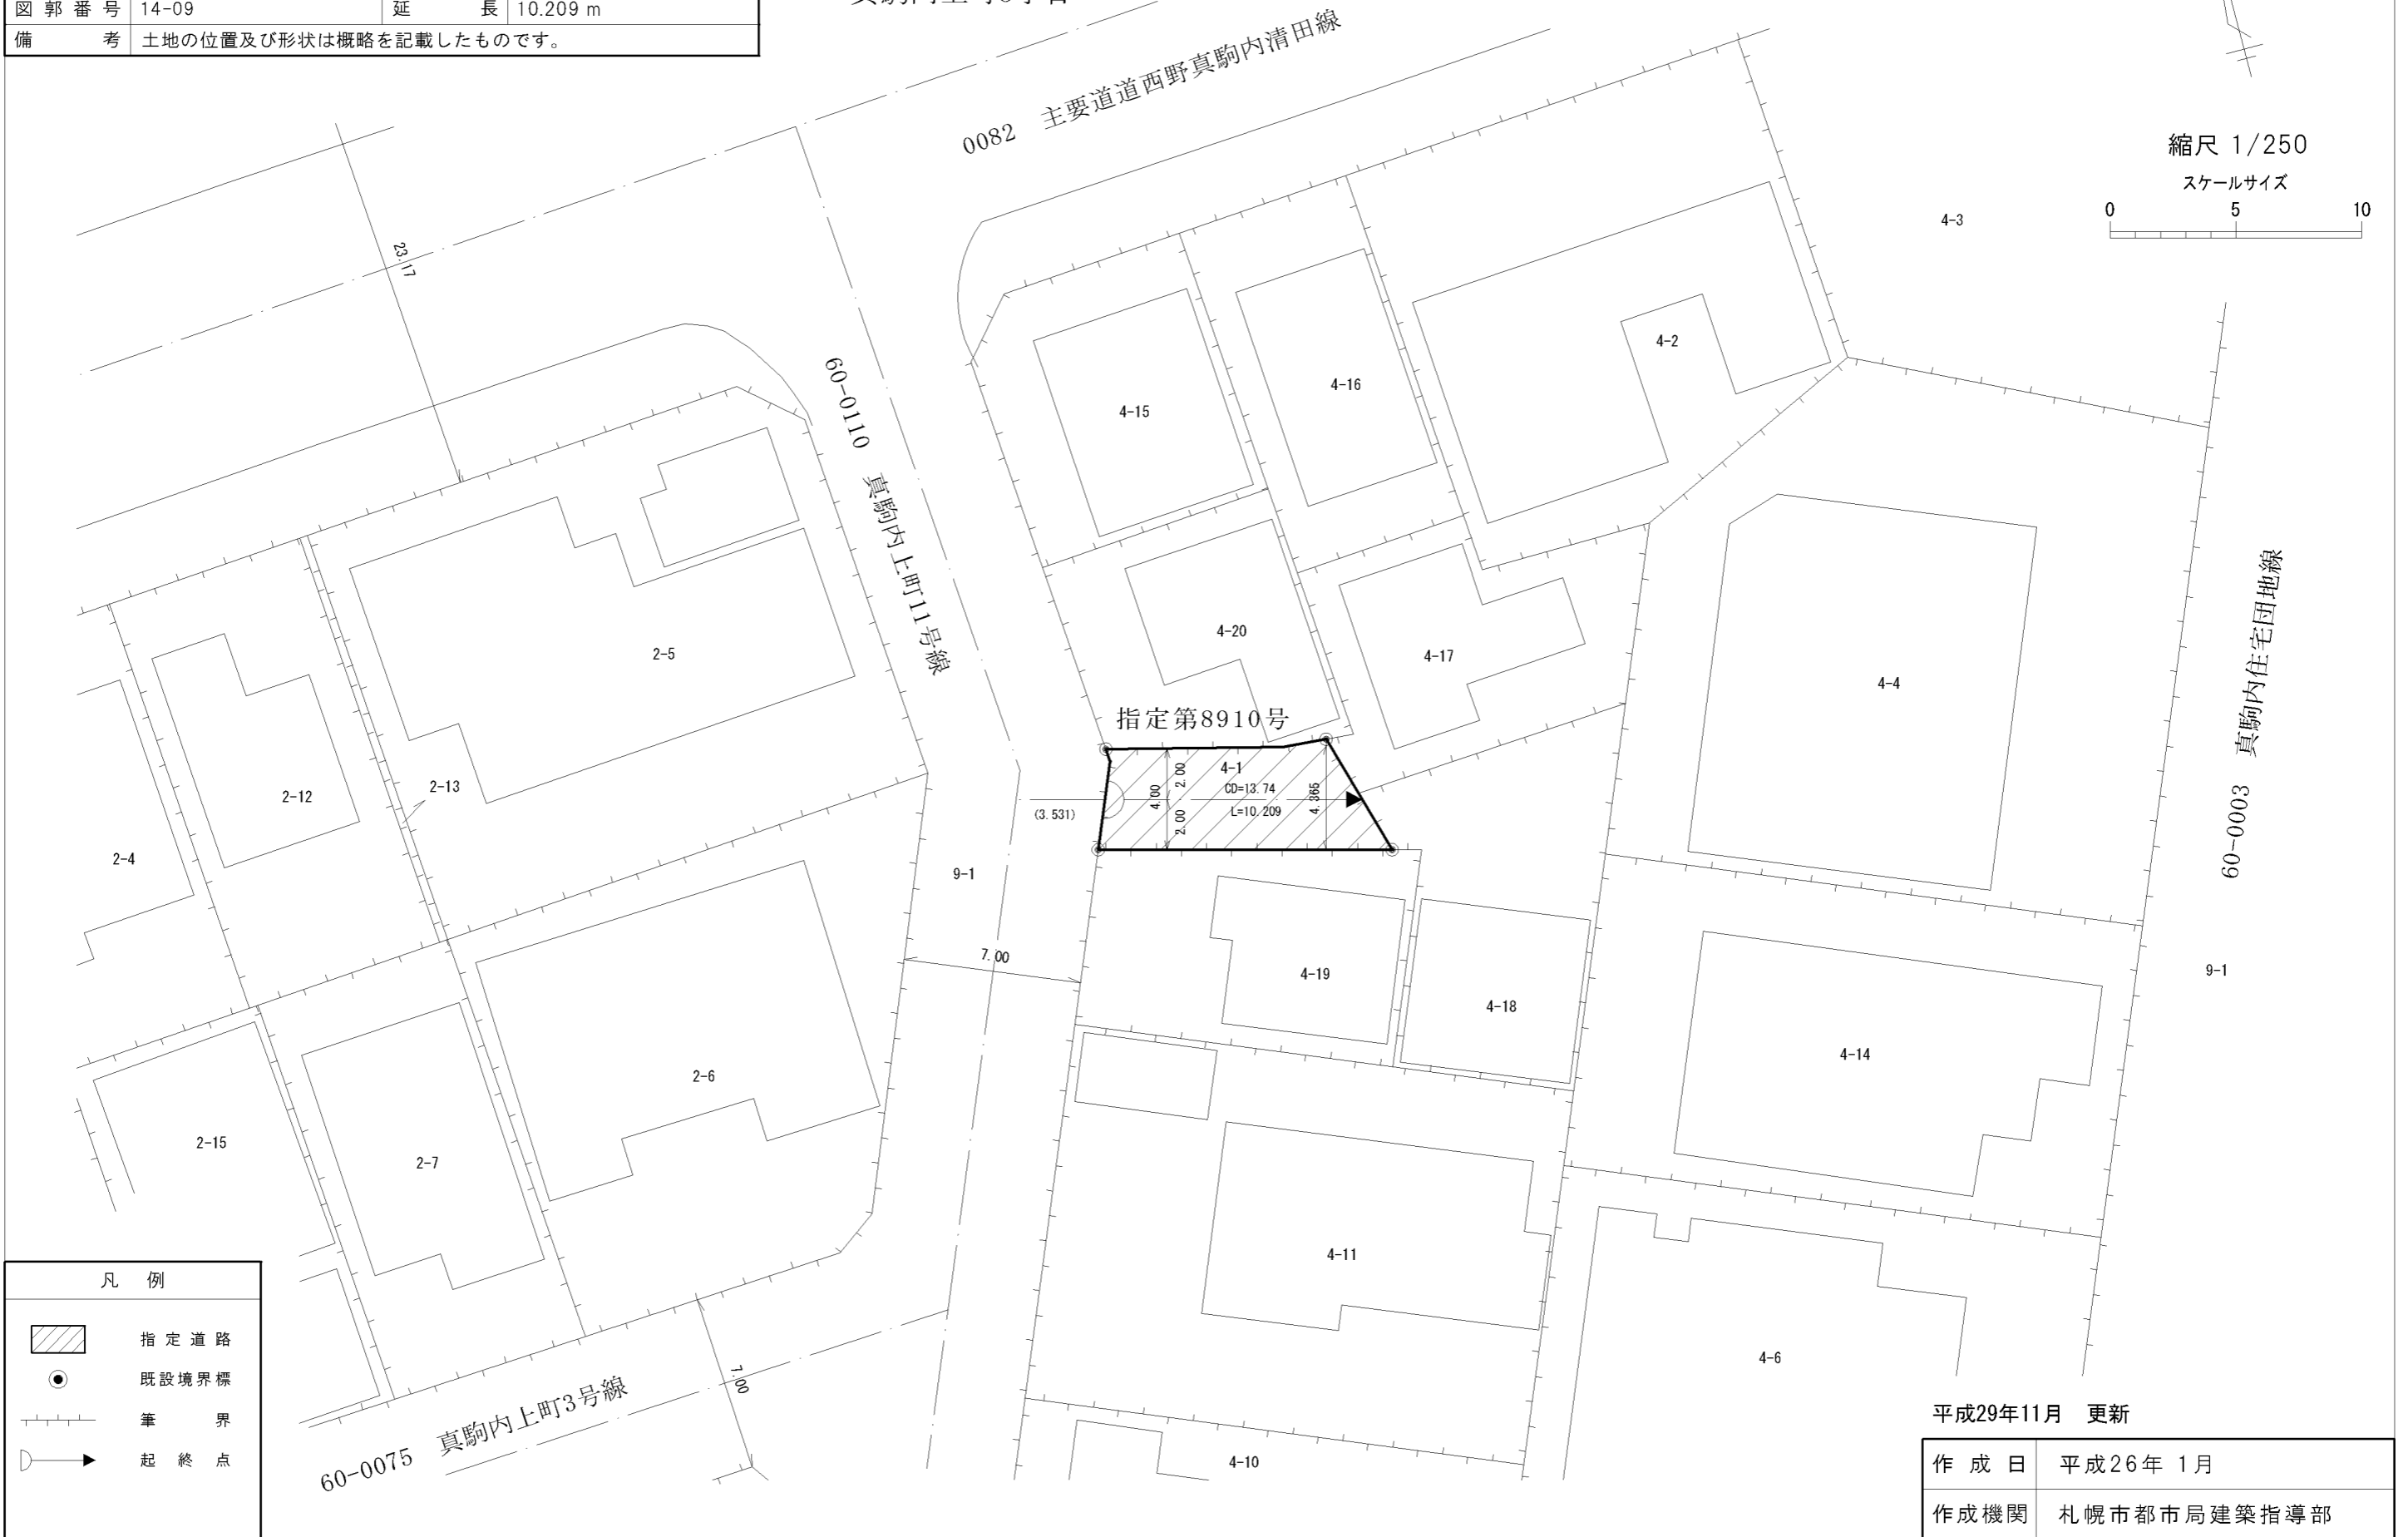 図郭番号 14-09 延長 10.209 m
備考 土地の位置及び形状は概略を記載したものです。
0082 主要道道西野真駒内清田線
縮尺 1/250
スケールサイズ
0 5 10
4-3
23.17
4-2
60-0110 真駒内上町11号線
4-16
4-15
4-20
2-5
4-17
4-4
60-0003 真駒内住宅団地線
指定第8910号
4-1
2.00
4.00
2.00
CD=13.74
L=10.209
4.365
(3.531)
2-13
2-12
2-4
9-1
7.00
4-19
4-18
9-1
4-14
2-6
2-15
2-7
4-11
4-6
4-10
7.00
60-0075 真駒内上町3号線
凡例
指定道路
既設境界標
筆界
起終点
平成29年11月 更新
作成日 平成26年 1月
作成機関 札幌市都市局建築指導部